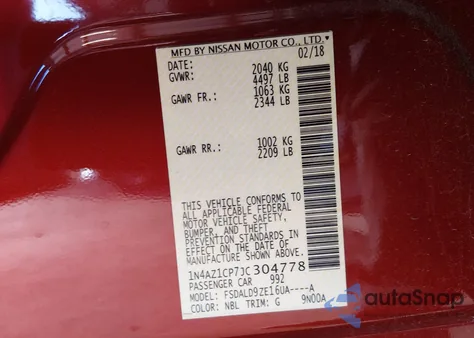 MFD BY NISSAN MOTOR CO., LTD.*
DATE: 02/18
GVWR: 2040 KG
4497 LB
GAWR FR.: 1063 KG
2344 LB
GAWR RR.: 1002 KG
2209 LB
THIS VEHICLE CONFORMS TO
ALL APPLICABLE FEDERAL
MOTOR VEHICLE SAFETY,
BUMPER, AND THEFT
PREVENTION STANDARDS IN
EFFECT ON THE DATE OF
MANUFACTURE SHOWN ABOVE.
1N4AZ1CP7JC304778
PASSENGER CAR 992
MODEL: FSDALD9ZE16UA----A
COLOR: NBL TRIM: G 9N00A
autoSnap